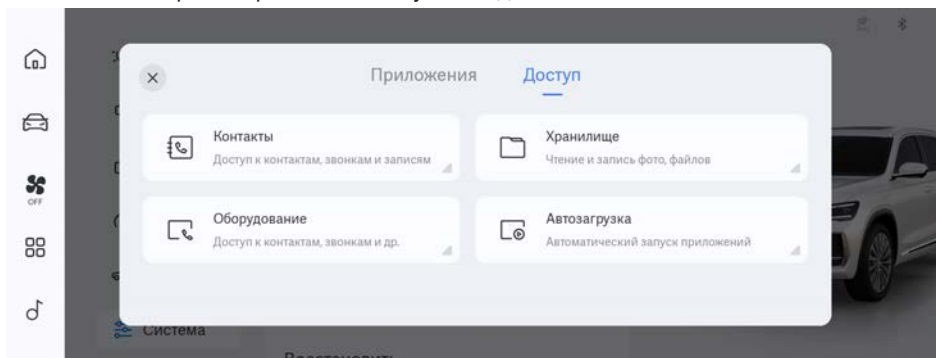 Приложения
Доступ
Контакты
Доступ к контактам, звонкам и записям
Хранилище
Чтение и запись фото, файлов
Оборудование
Доступ к контактам, звонкам и др.
Автозагрузка
Автоматический запуск приложений
OFF
Система